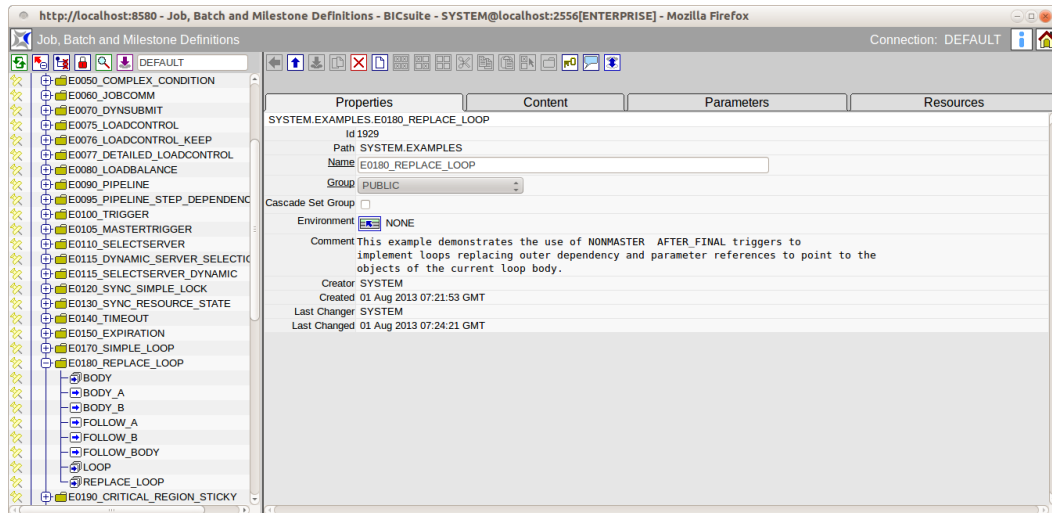 http://localhost:8580 - Job, Batch and Milestone Definitions - BICsuite - SYSTEM@localhost:2556[ENTERPRISE] - Mozilla Firefox
Job, Batch and Milestone Definitions
Connection: DEFAULT
DEFAULT
E0050_COMPLEX_CONDITION
E0060_JOBCOMM
E0070_DYNSUBMIT
E0075_LOADCONTROL
E0076_LOADCONTROL_KEEP
E0077_DETAILED_LOADCONTROL
E0080_LOADBALANCE
E0090_PIPELINE
E0095_PIPELINE_STEP_DEPENDENC
E0100_TRIGGER
E0105_MASTERTRIGGER
E0110_SELECTSERVER
E0115_DYNAMIC_SERVER_SELECTIO
E0115_SELECTSERVER_DYNAMIC
E0120_SYNC_SIMPLE_LOCK
E0130_SYNC_RESOURCE_STATE
E0140_TIMEOUT
E0150_EXPIRATION
E0170_SIMPLE_LOOP
E0180_REPLACE_LOOP
BODY
BODY_A
BODY_B
FOLLOW_A
FOLLOW_B
FOLLOW_BODY
LOOP
REPLACE_LOOP
E0190_CRITICAL_REGION_STICKY
Properties Content Parameters Resources
SYSTEM.EXAMPLES.E0180_REPLACE_LOOP
Id 1929
Path SYSTEM.EXAMPLES
Name E0180_REPLACE_LOOP
Group PUBLIC
Cascade Set Group
Environment NONE
Comment This example demonstrates the use of NONMASTER AFTER_FINAL triggers to
implement loops replacing outer dependency and parameter references to point to the
objects of the current loop body.
Creator SYSTEM
Created 01 Aug 2013 07:21:53 GMT
Last Changer SYSTEM
Last Changed 01 Aug 2013 07:24:21 GMT